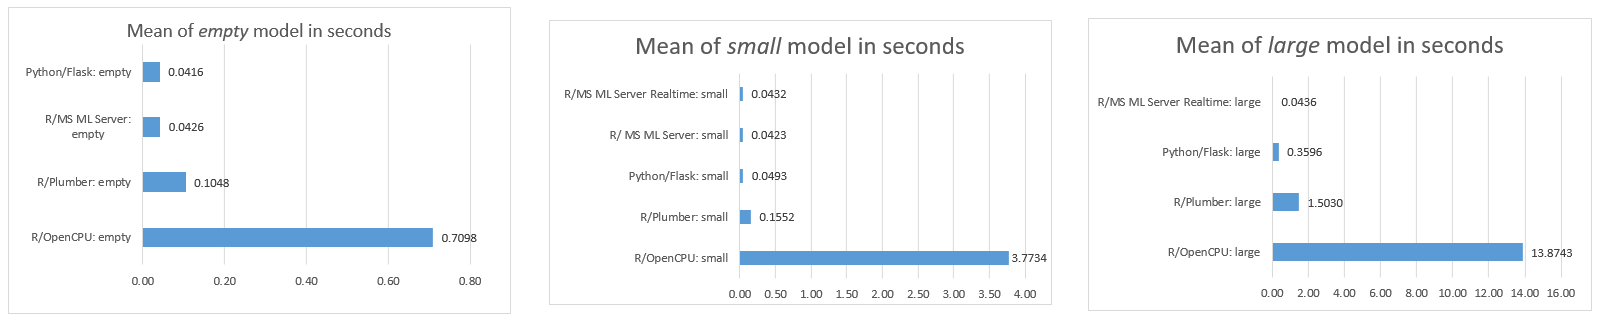 Mean of empty model in seconds
Python/Flask: empty
0.0416
R/MS ML Server:
empty
0.0426
R/Plumber: empty
0.1048
R/OpenCPU: empty
0.7098
0.00 0.20 0.40 0.60 0.80
Mean of small model in seconds
R/MS ML Server Realtime: small
0.0432
R/ MS ML Server: small
0.0423
Python/Flask: small
0.0493
R/Plumber: small
0.1552
R/OpenCPU: small
3.7734
0.00 0.50 1.00 1.50 2.00 2.50 3.00 3.50 4.00
Mean of large model in seconds
R/MS ML Server Realtime: large
0.0436
Python/Flask: large
0.3596
R/Plumber: large
1.5030
R/OpenCPU: large
13.8743
0.00 2.00 4.00 6.00 8.00 10.00 12.00 14.00 16.00